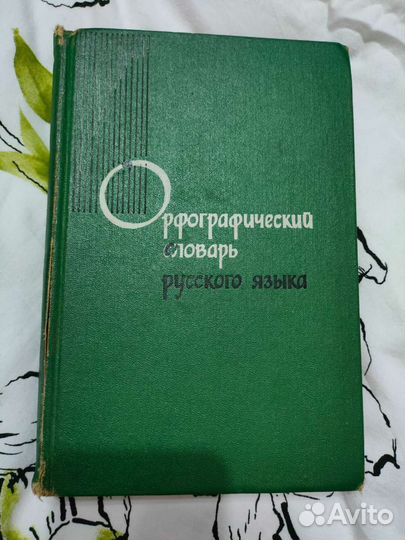 Орфографический
словарь
русского языка
Avito